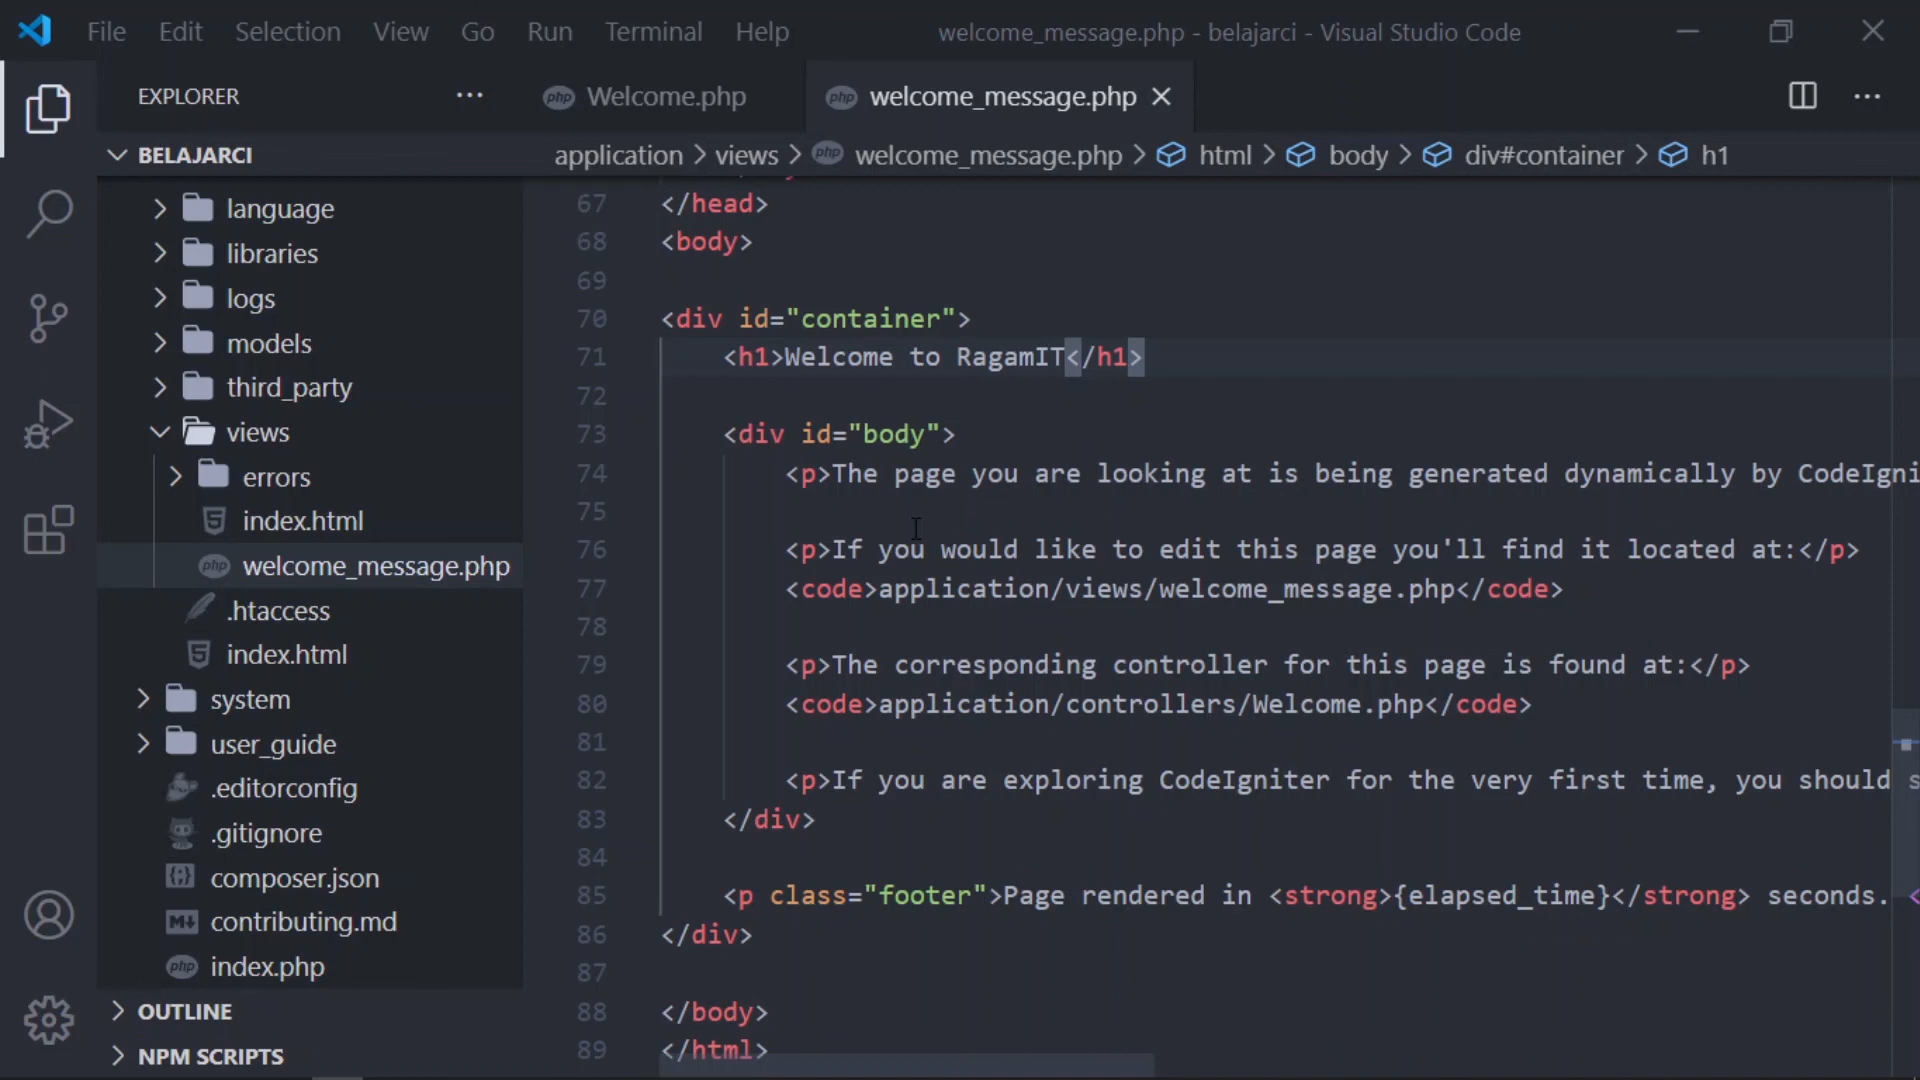 File Edit Selection View Go Run Terminal Help welcome_message.php - belajarci - Visual Studio Code
EXPLORER
php Welcome.php
php welcome_message.php
BELAJARCI
application > views > php welcome_message.php > html > body > div#container > h1
language
libraries
logs
models
third_party
views
errors
5 index.html
php welcome_message.php
.htaccess
5 index.html
system
user_guide
.editorconfig
.gitignore
composer.json
M↓ contributing.md
php index.php
OUTLINE
NPM SCRIPTS
67 </head>
68 <body>
69
70 <div id="container">
71 <h1>Welcome to RagamIT</h1>
72
73 <div id="body">
74 <p>The page you are looking at is being generated dynamically by CodeIgni
75
76 <p>If you would like to edit this page you'll find it located at:</p>
77 <code>application/views/welcome_message.php</code>
78
79 <p>The corresponding controller for this page is found at:</p>
80 <code>application/controllers/Welcome.php</code>
81
82 <p>If you are exploring CodeIgniter for the very first time, you should s
83 </div>
84
85 <p class="footer">Page rendered in <strong>{elapsed_time}</strong> seconds. <
86 </div>
87
88 </body>
89 </html>